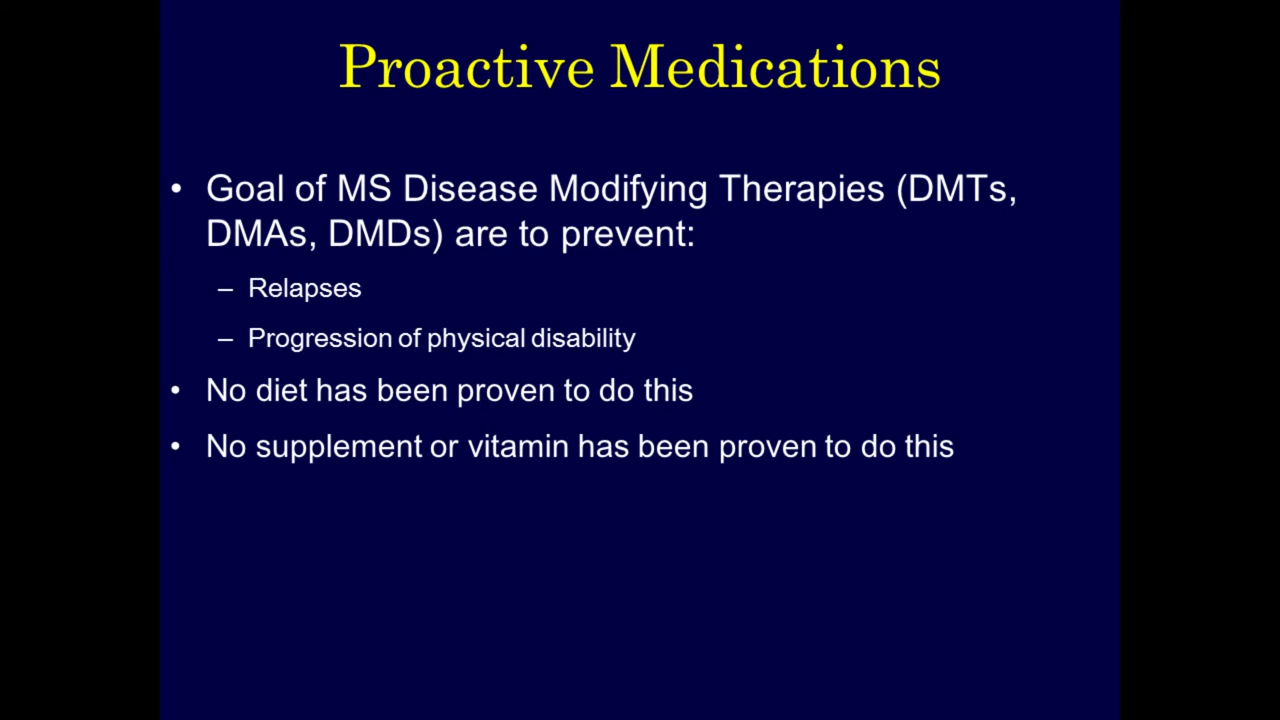 Proactive Medications
• Goal of MS Disease Modifying Therapies (DMTs,
DMAs, DMDs) are to prevent:
– Relapses
– Progression of physical disability
• No diet has been proven to do this
• No supplement or vitamin has been proven to do this